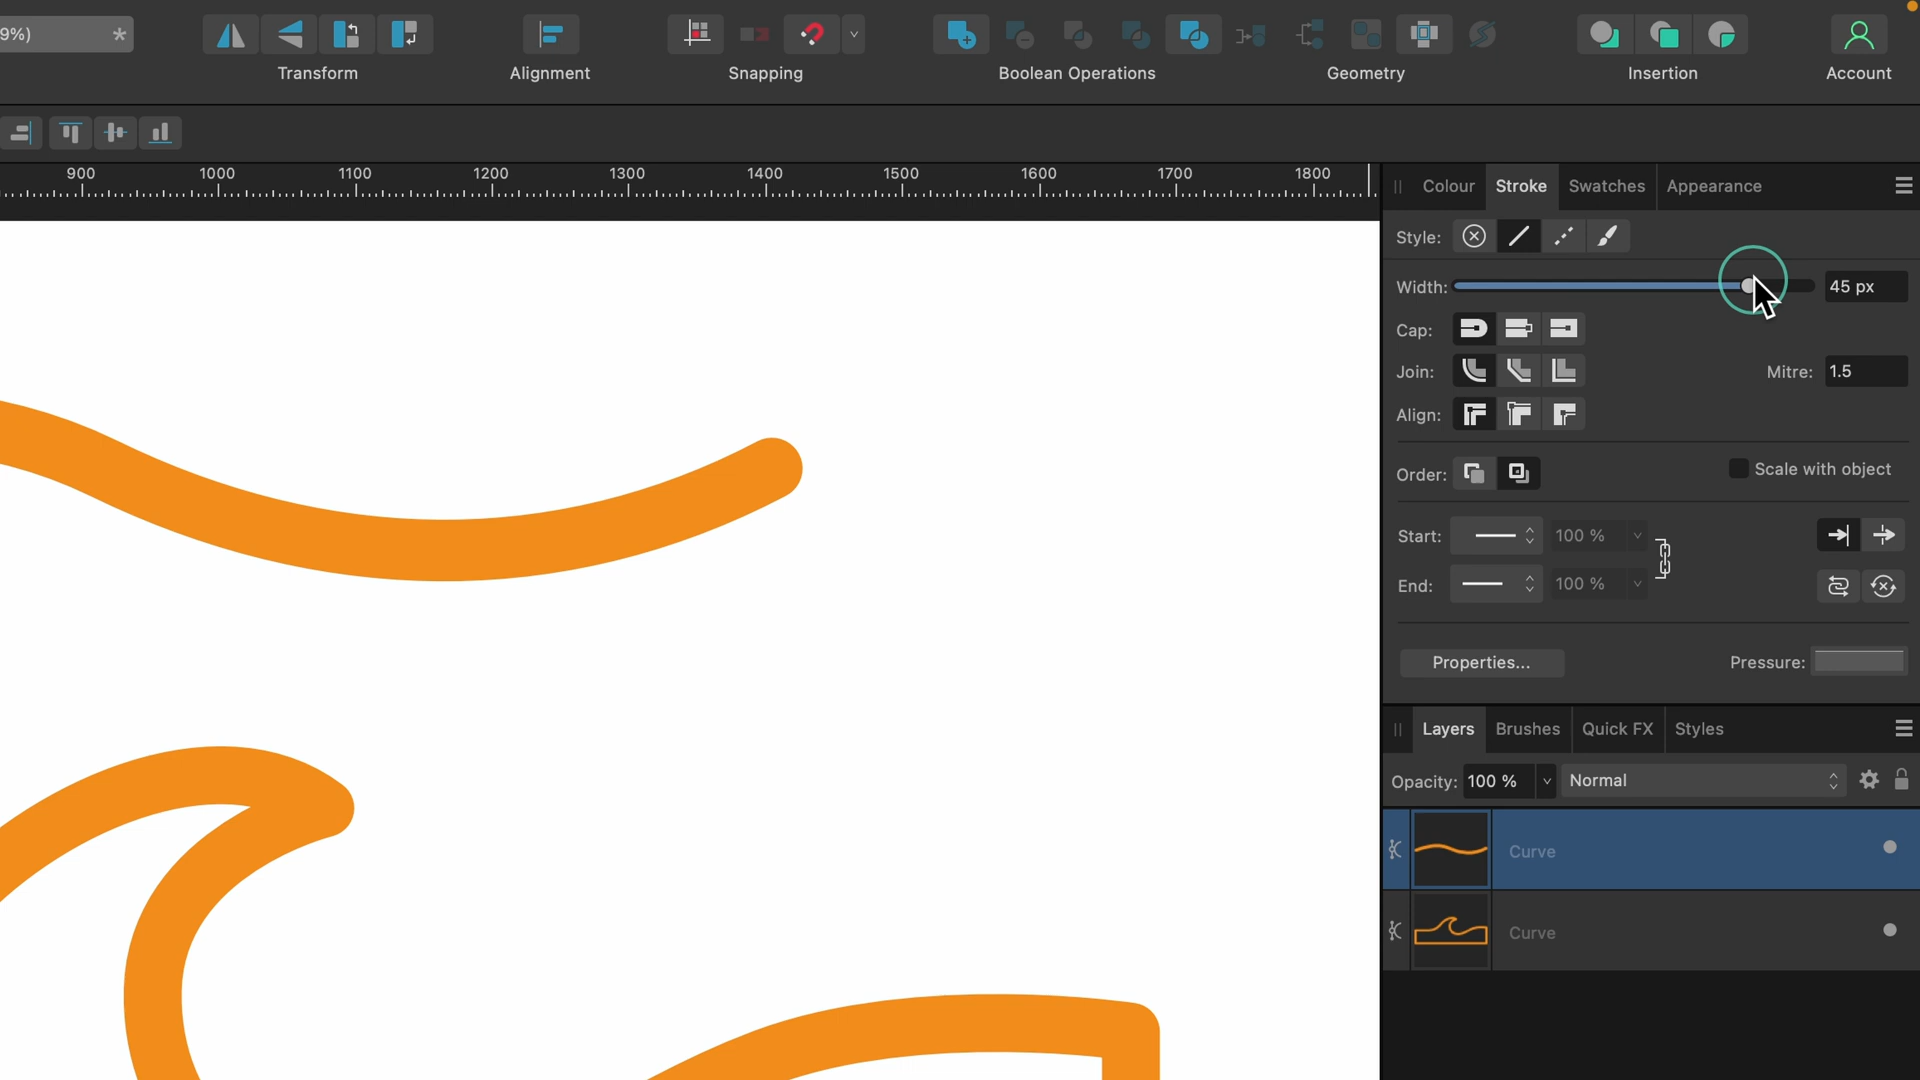 9%) *
Transform
Alignment
Snapping
Boolean Operations
Geometry
Insertion
Account
900 1000 1100 1200 1300 1400 1500 1600 1700 1800
Colour Stroke Swatches Appearance
Style:
Width: 45 px
Cap:
Join: Mitre: 1.5
Align:
Order: Scale with object
Start: 100 %
End: 100 %
Properties... Pressure:
Layers Brushes Quick FX Styles
Opacity: 100 % Normal
Curve
Curve